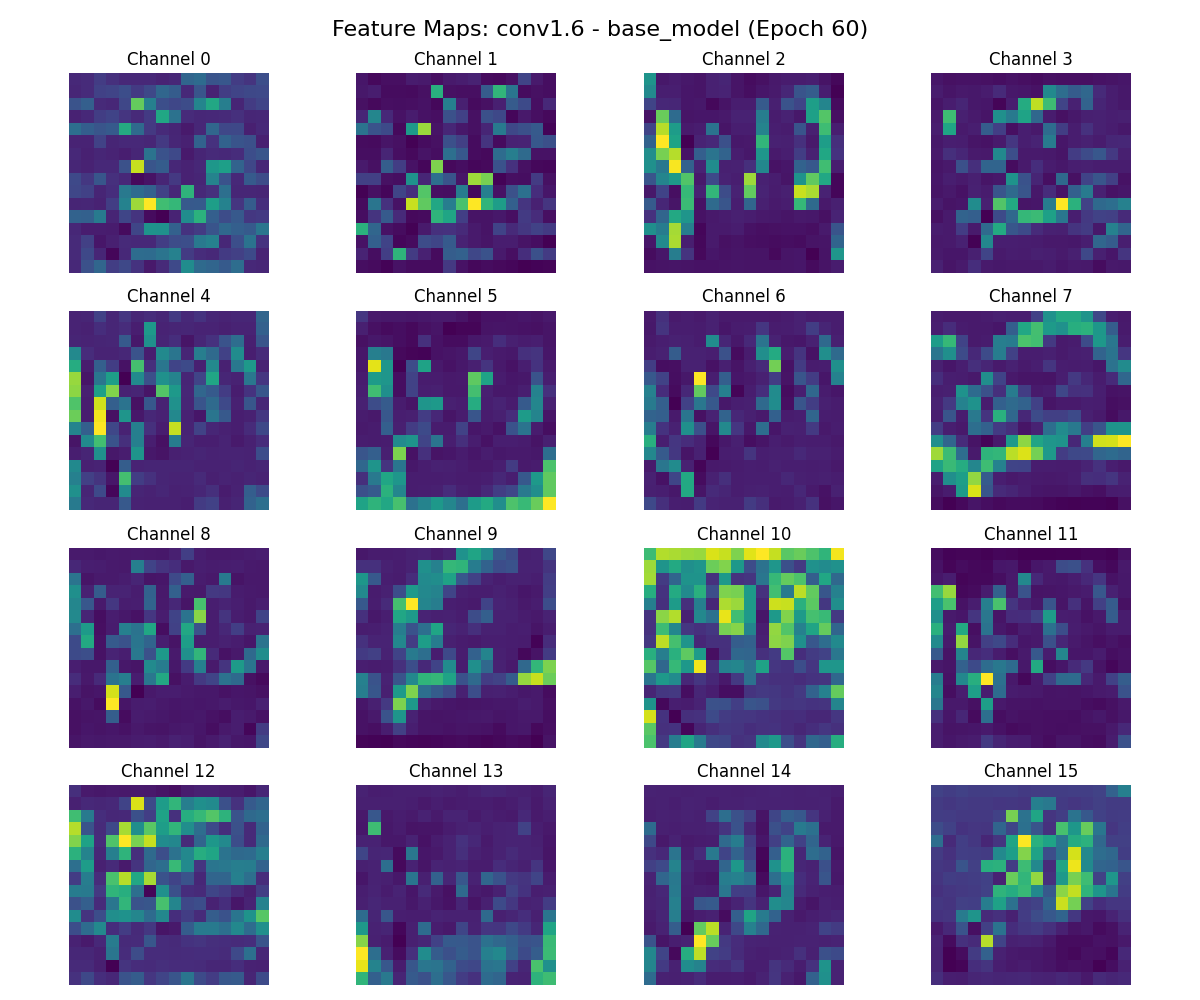 Feature Maps: conv1.6 - base_model (Epoch 60)
Channel 0
Channel 1
Channel 2
Channel 3
Channel 4
Channel 5
Channel 6
Channel 7
Channel 8
Channel 9
Channel 10
Channel 11
Channel 12
Channel 13
Channel 14
Channel 15